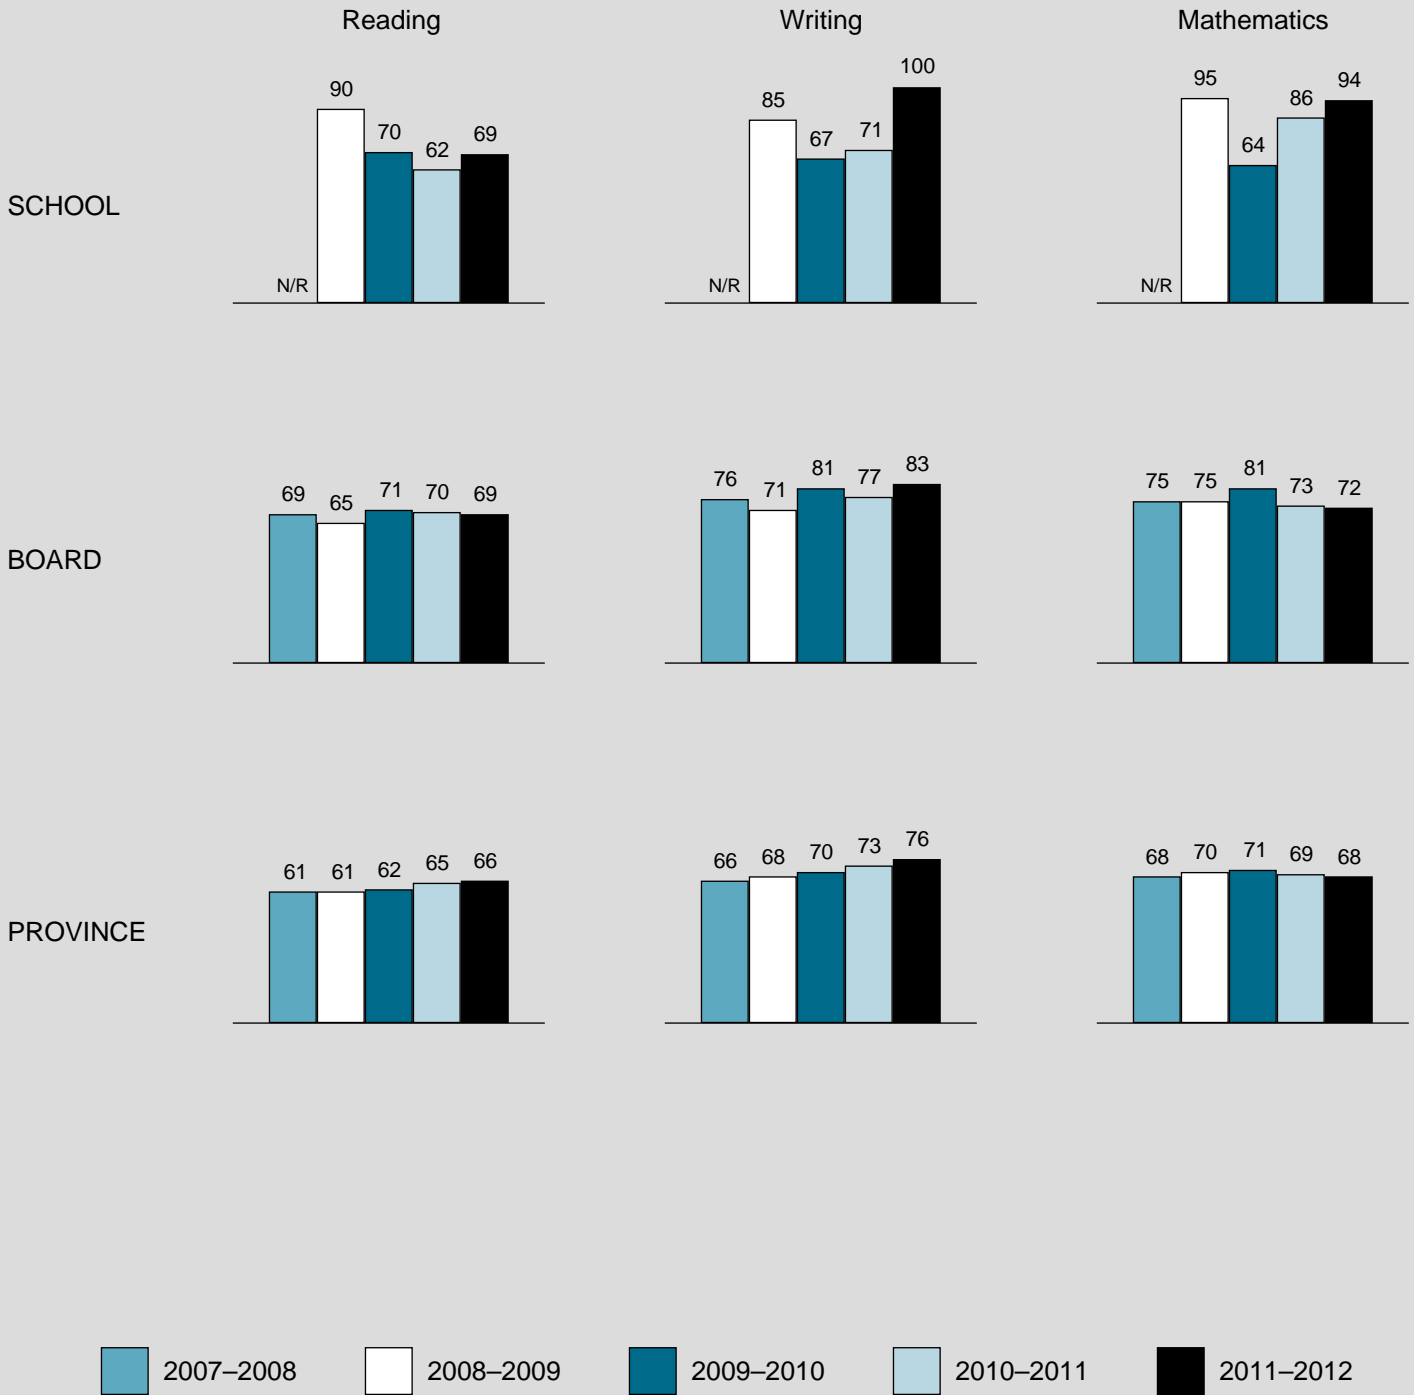 Reading Writing Mathematics
SCHOOL
N/R 90 70 62 69
N/R 85 67 71 100
N/R 95 64 86 94
BOARD
69 65 71 70 69
76 71 81 77 83
75 75 81 73 72
PROVINCE
61 61 62 65 66
66 68 70 73 76
68 70 71 69 68
2007–2008 2008–2009 2009–2010 2010–2011 2011–2012